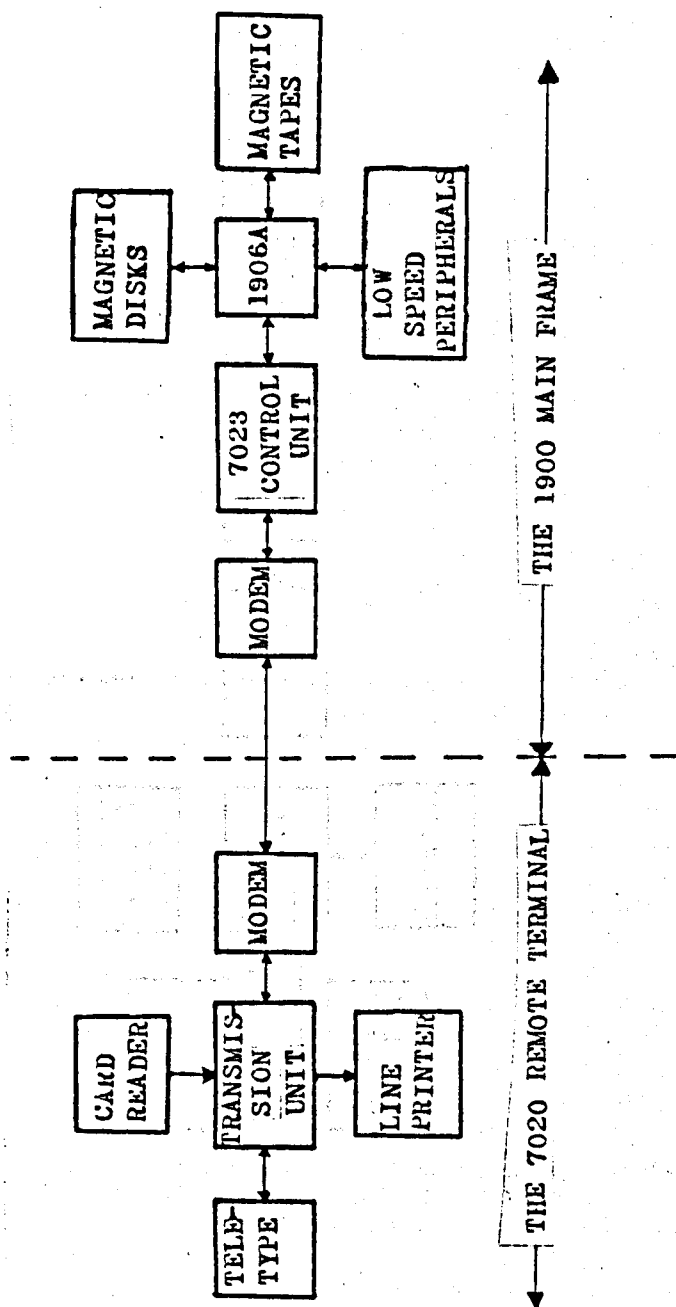 CARD
READER
MAGNETIC
DISKS
TELE-
TYPE
TRANSMIS-
SION
UNIT
MODEM
MODEM
7023
CONTROL
UNIT
1906A
MAGNETIC
TAPES
LINE
PRINTER
LOW
SPEED
PERIPHERALS
THE 7020 REMOTE TERMINAL
THE 1900 MAIN FRAME